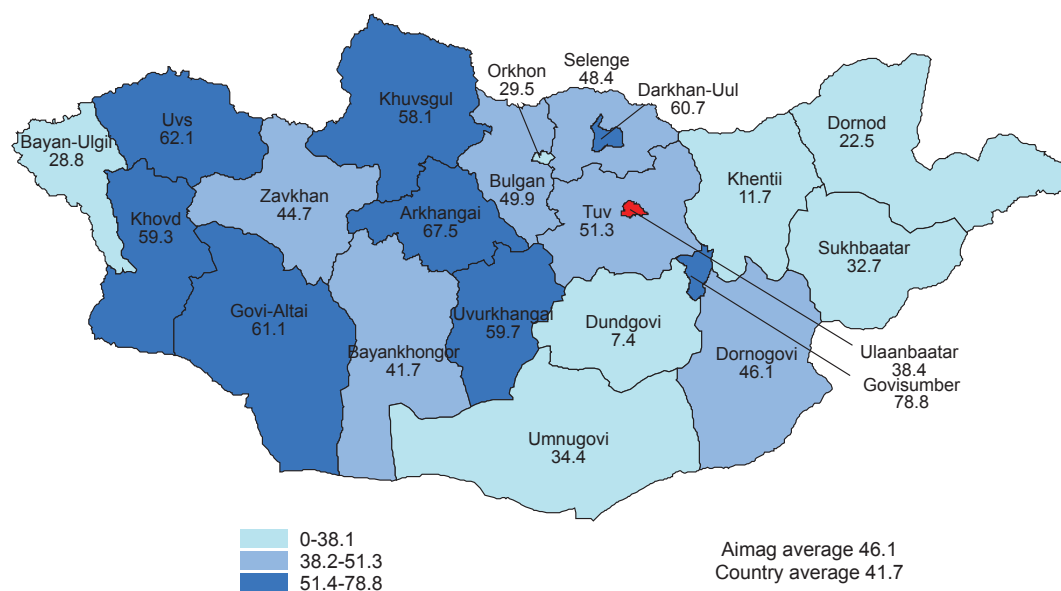 Orkhon
29.5
Selenge
48.4
Darkhan-Uul
60.7
Khuvsgul
58.1
Uvs
62.1
Bayan-Ulgii
28.8
Dornod
22.5
Khentii
11.7
Bulgan
49.9
Zavkhan
44.7
Arkhangai
67.5
Tuv
51.3
Khovd
59.3
Sukhbaatar
32.7
Govi-Altai
61.1
Uvurkhangai
59.7
Dundgovi
7.4
Bayankhongor
41.7
Dornogovi
46.1
Ulaanbaatar
38.4
Govisumber
78.8
Umnugovi
34.4
0-38.1
38.2-51.3
51.4-78.8
Aimag average 46.1
Country average 41.7